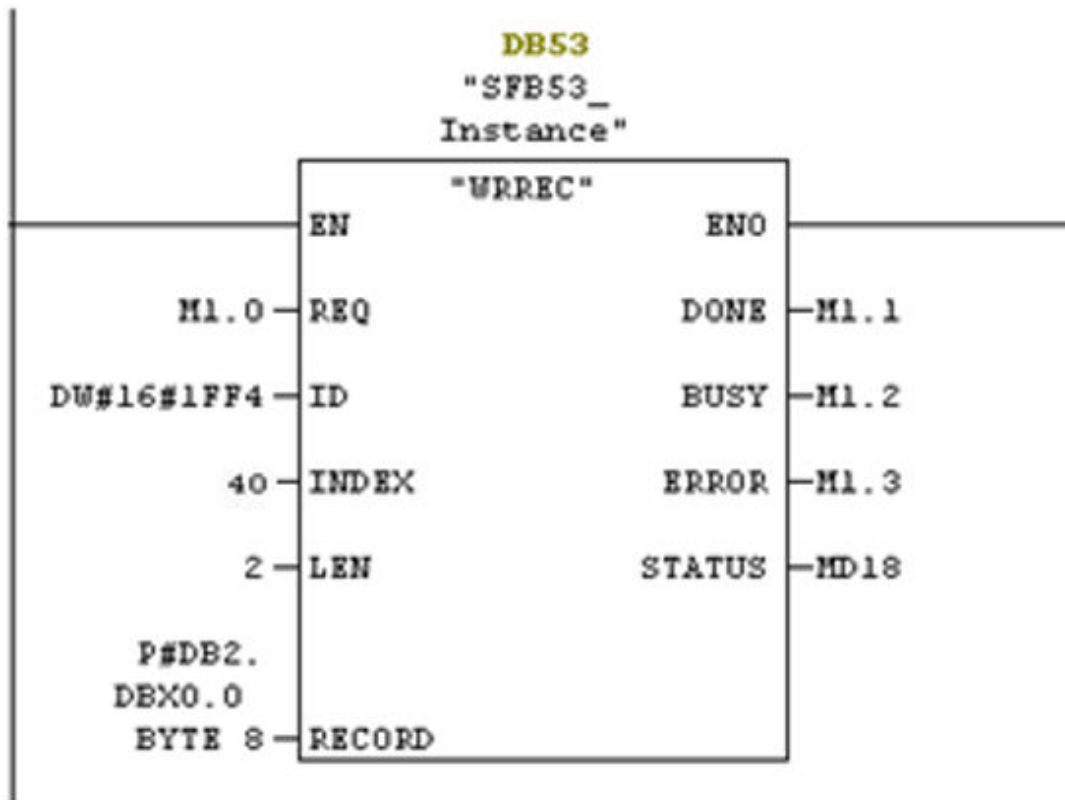 DB53
"SFB53_
Instance"
"WRREC"
EN ENO
M1.0 REQ DONE M1.1
DW#16#1FF4 ID BUSY M1.2
40 INDEX ERROR M1.3
2 LEN STATUS MD18
P#DB2.
DBX0.0
BYTE 8 RECORD